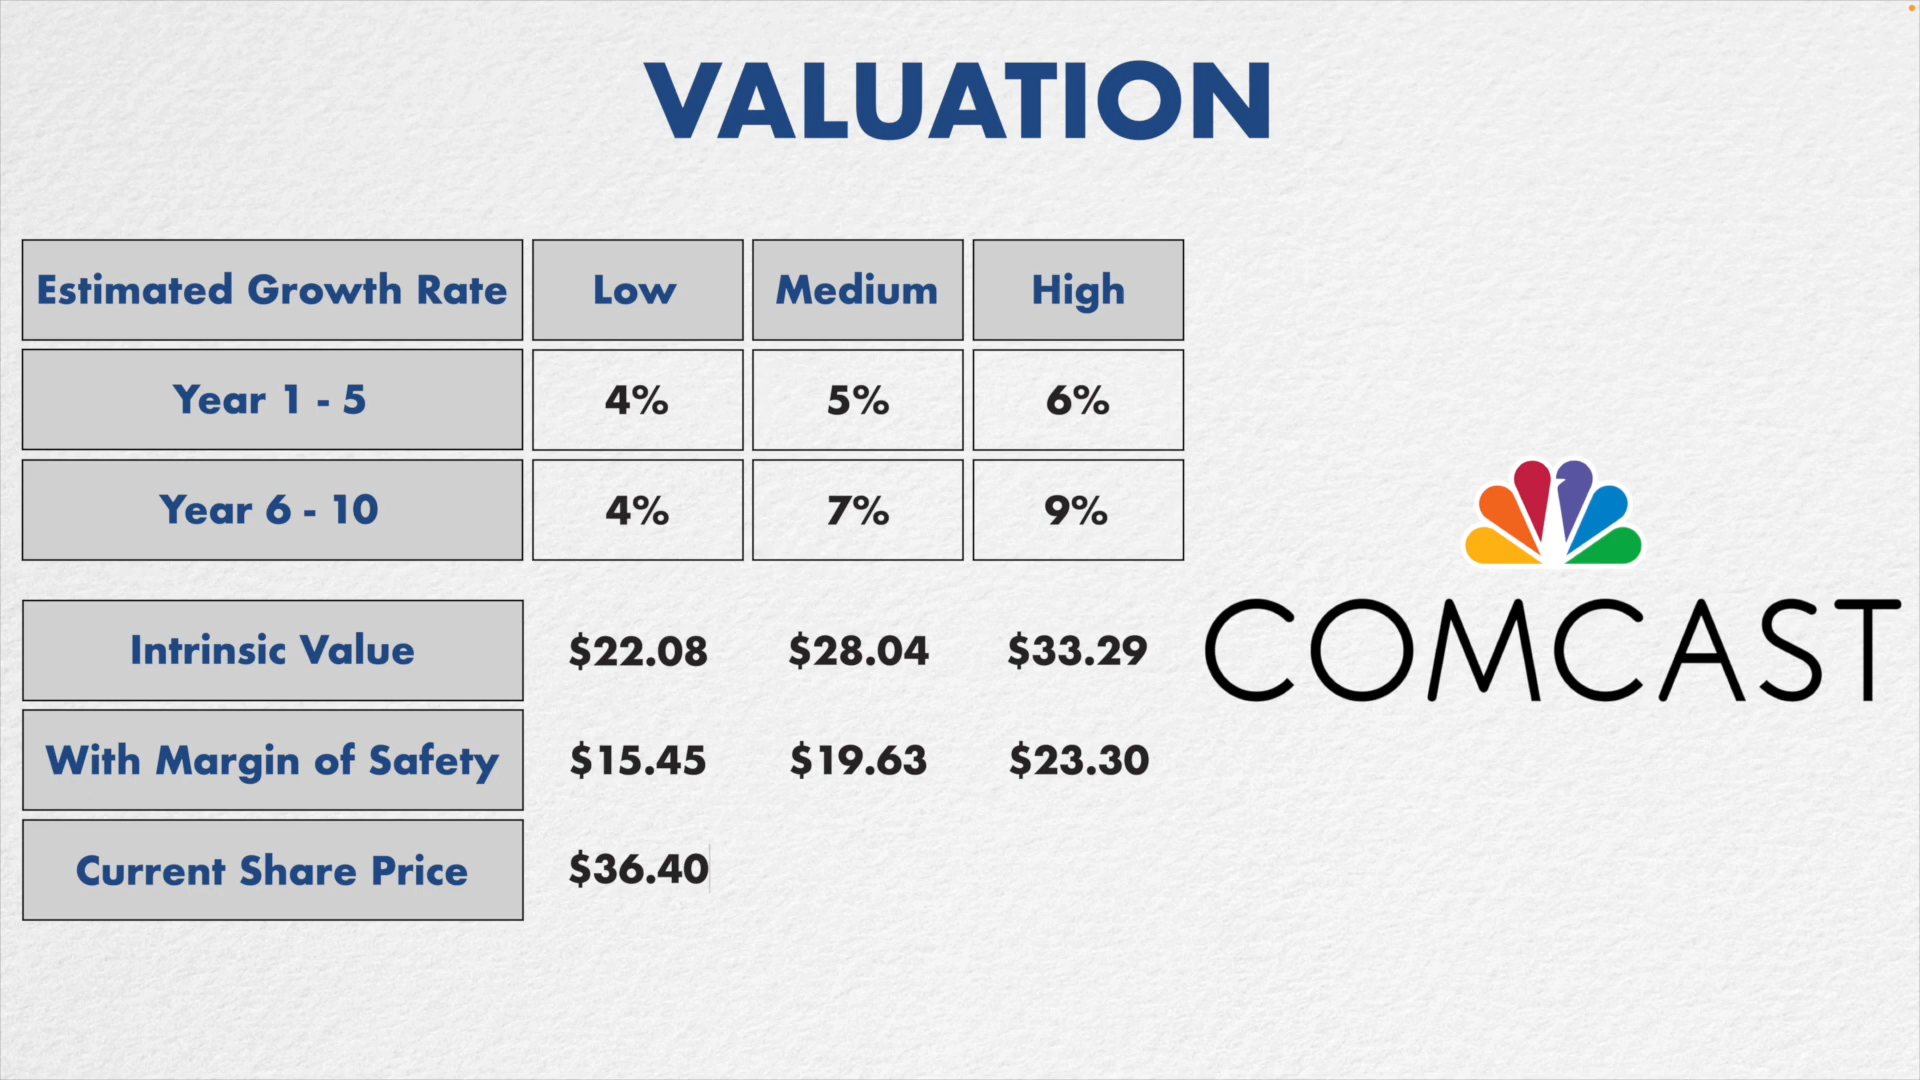 VALUATION
Estimated Growth Rate Low Medium High
Year 1 - 5 4% 5% 6%
Year 6 - 10 4% 7% 9%
COMCAST
Intrinsic Value $22.08 $28.04 $33.29
With Margin of Safety $15.45 $19.63 $23.30
Current Share Price $36.40